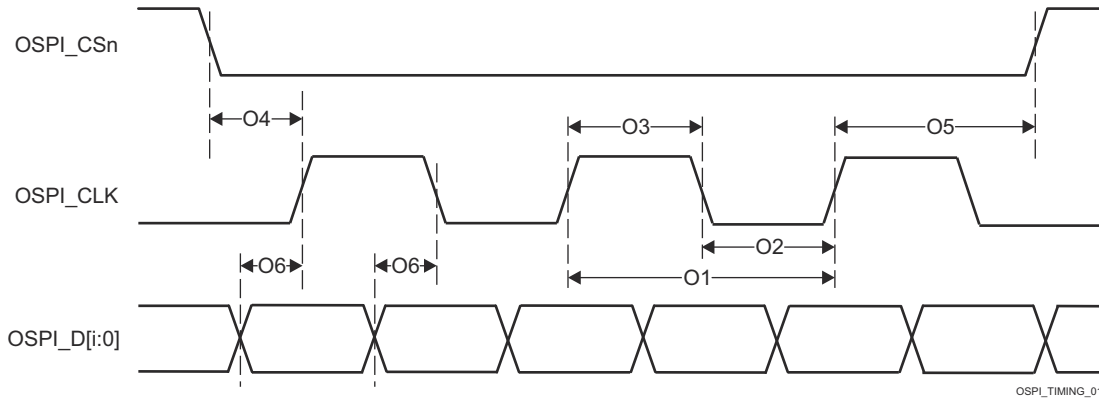 OSPI_CSn
O4
O3
O5
OSPI_CLK
O2
O6
O6
O1
OSPI_D[i:0]